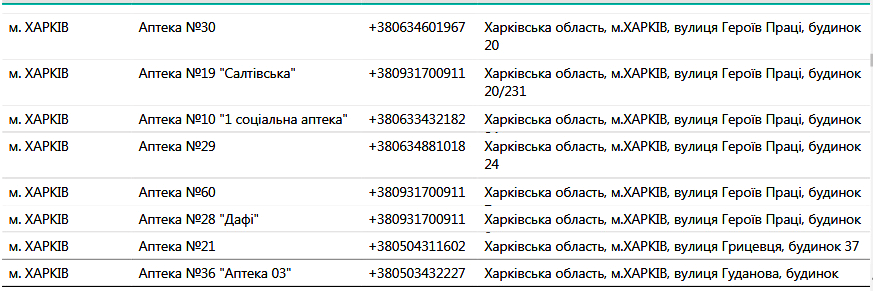 м. ХАРКІВ Аптека №30 +380634601967 Харківська область, м.ХАРКІВ, вулиця Героїв Праці, будинок
20
м. ХАРКІВ Аптека №19 "Салтівська" +380931700911 Харківська область, м.ХАРКІВ, вулиця Героїв Праці, будинок
20/231
м. ХАРКІВ Аптека №10 "1 соціальна аптека" +380633432182 Харківська область, м.ХАРКІВ, вулиця Героїв Праці, будинок
м. ХАРКІВ Аптека №29 +380634881018 Харківська область, м.ХАРКІВ, вулиця Героїв Праці, будинок
24
м. ХАРКІВ Аптека №60 +380931700911 Харківська область, м.ХАРКІВ, вулиця Героїв Праці, будинок
м. ХАРКІВ Аптека №28 "Дафі" +380931700911 Харківська область, м.ХАРКІВ, вулиця Героїв Праці, будинок
м. ХАРКІВ Аптека №21 +380504311602 Харківська область, м.ХАРКІВ, вулиця Грицевця, будинок 37
м. ХАРКІВ Аптека №36 "Аптека 03" +380503432227 Харківська область, м.ХАРКІВ, вулиця Гуданова, будинок